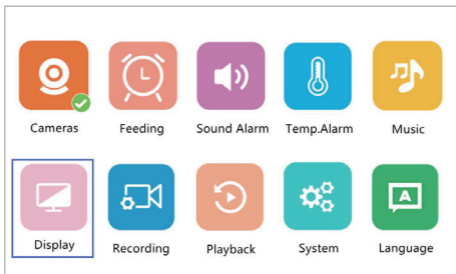 Cameras Feeding Sound Alarm Temp.Alarm Music
A
Display Recording Playback System Language